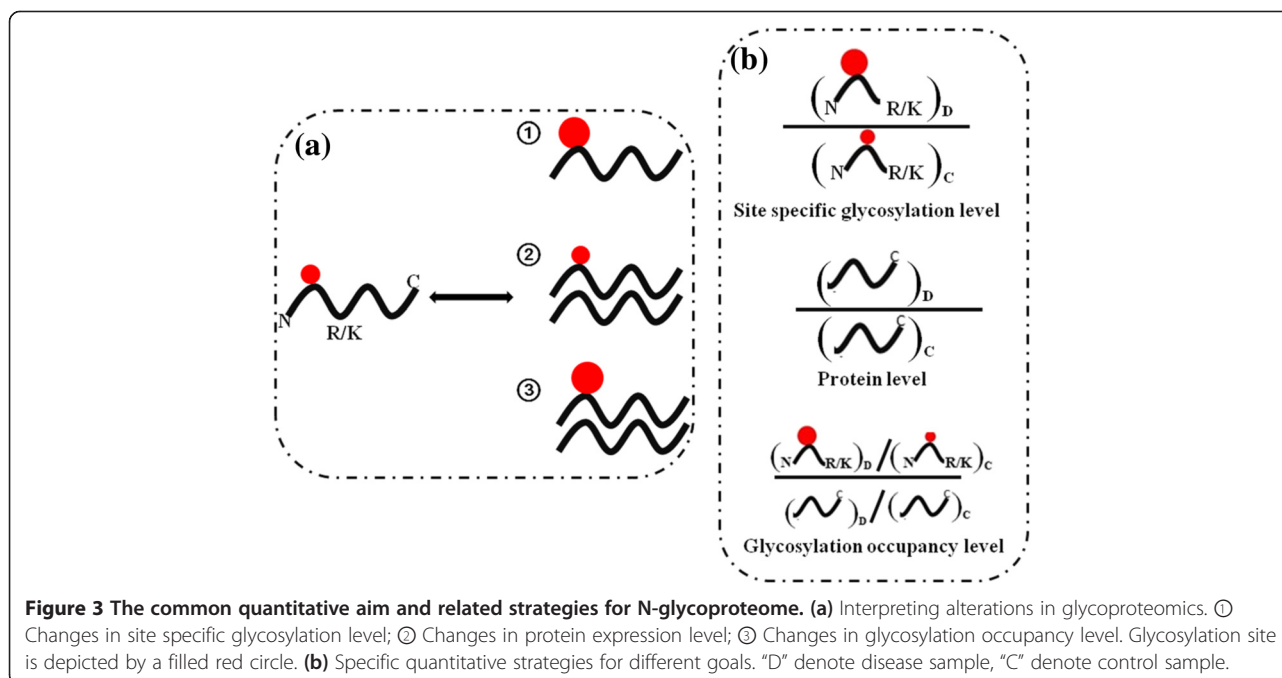 (a)
N
R/K
C
①
②
③
(b)
(N R/K)D
(N R/K)C
Site specific glycosylation level
( C)D
( C)C
Protein level
(N R/K)D /(N R/K)C
( C)D /( C)C
Glycosylation occupancy level
Figure 3 The common quantitative aim and related strategies for N-glycoproteome. (a) Interpreting alterations in glycoproteomics. ①
Changes in site specific glycosylation level; ② Changes in protein expression level; ③ Changes in glycosylation occupancy level. Glycosylation site
is depicted by a filled red circle. (b) Specific quantitative strategies for different goals. “D” denote disease sample, “C” denote control sample.